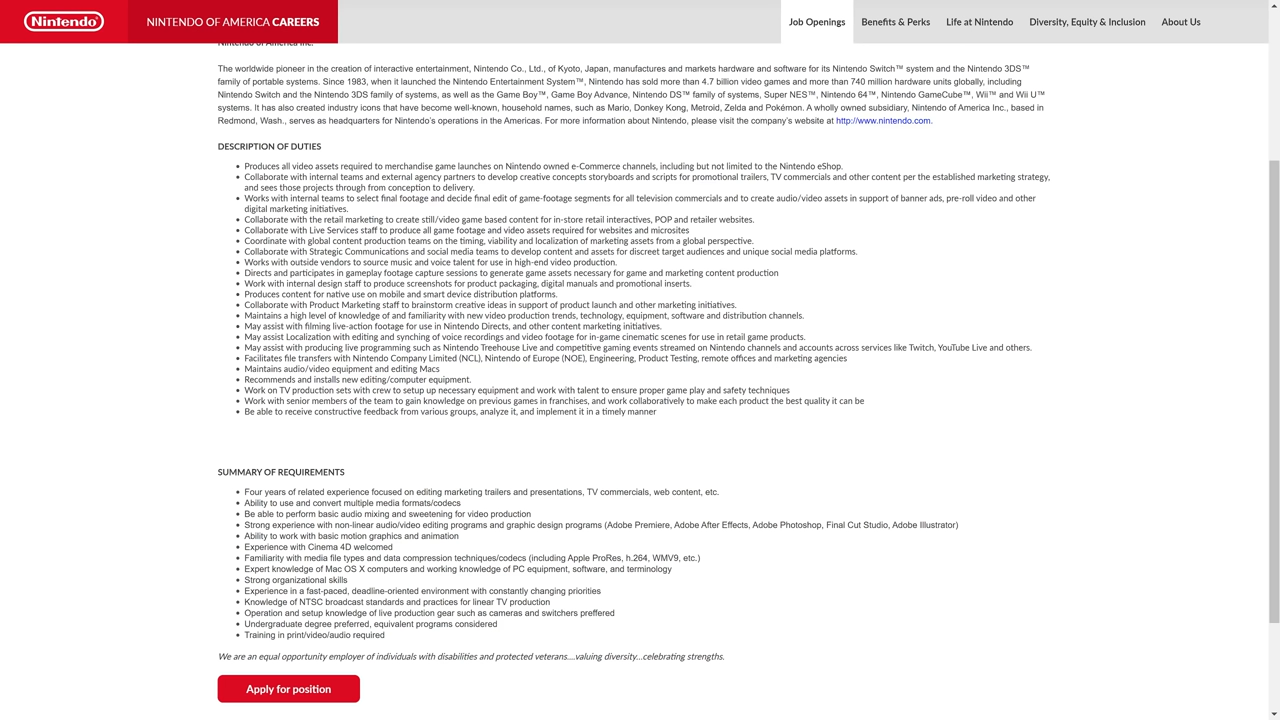 Nintendo
NINTENDO OF AMERICA CAREERS
Job Openings
Benefits & Perks
Life at Nintendo
Diversity, Equity & Inclusion
About Us
Nintendo of America Inc.
The worldwide pioneer in the creation of interactive entertainment, Nintendo Co., Ltd., of Kyoto, Japan, manufactures and markets hardware and software for its Nintendo Switch™ system and the Nintendo 3DS™
family of portable systems. Since 1983, when it launched the Nintendo Entertainment System™, Nintendo has sold more than 4.7 billion video games and more than 740 million hardware units globally, including
Nintendo Switch and the Nintendo 3DS family of systems, as well as the Game Boy™, Game Boy Advance, Nintendo DS™ family of systems, Super NES™, Nintendo 64™, Nintendo GameCube™, Wii™ and Wii U™
systems. It has also created industry icons that have become well-known, household names, such as Mario, Donkey Kong, Metroid, Zelda and Pokémon. A wholly owned subsidiary, Nintendo of America Inc., based in
Redmond, Wash., serves as headquarters for Nintendo's operations in the Americas. For more information about Nintendo, please visit the company's website at http://www.nintendo.com.
DESCRIPTION OF DUTIES
• Produces all video assets required to merchandise game launches on Nintendo owned e-Commerce channels, including but not limited to the Nintendo eShop.
• Collaborate with internal teams and external agency partners to develop creative concepts storyboards and scripts for promotional trailers, TV commercials and other content per the established marketing strategy,
and sees those projects through from conception to delivery.
• Works with internal teams to select final footage and decide final edit of game-footage segments for all television commercials and to create audio/video assets in support of banner ads, pre-roll video and other
digital marketing initiatives.
• Collaborate with the retail marketing to create still/video game based content for in-store retail interactives, POP and retailer websites.
• Collaborate with Live Services staff to produce all game footage and video assets required for websites and microsites
• Coordinate with global content production teams on the timing, viability and localization of marketing assets from a global perspective.
• Collaborate with Strategic Communications and social media teams to develop content and assets for discreet target audiences and unique social media platforms.
• Works with outside vendors to source music and voice talent for use in high-end video production.
• Directs and participates in gameplay footage capture sessions to generate game assets necessary for game and marketing content production
• Work with internal design staff to produce screenshots for product packaging, digital manuals and promotional inserts.
• Produces content for native use on mobile and smart device distribution platforms.
• Collaborate with Product Marketing staff to brainstorm creative ideas in support of product launch and other marketing initiatives.
• Maintains a high level of knowledge of and familiarity with new video production trends, technology, equipment, software and distribution channels.
• May assist with filming live-action footage for use in Nintendo Directs, and other content marketing initiatives.
• May assist Localization with editing and synching of voice recordings and video footage for in-game cinematic scenes for use in retail game products.
• May assist with producing live programming such as Nintendo Treehouse Live and competitive gaming events streamed on Nintendo channels and accounts across services like Twitch, YouTube Live and others.
• Facilitates file transfers with Nintendo Company Limited (NCL), Nintendo of Europe (NOE), Engineering, Product Testing, remote offices and marketing agencies
• Maintains audio/video equipment and editing Macs
• Recommends and installs new editing/computer equipment.
• Work on TV production sets with crew to setup up necessary equipment and work with talent to ensure proper game play and safety techniques
• Work with senior members of the team to gain knowledge on previous games in franchises, and work collaboratively to make each product the best quality it can be
• Be able to receive constructive feedback from various groups, analyze it, and implement it in a timely manner
SUMMARY OF REQUIREMENTS
• Four years of related experience focused on editing marketing trailers and presentations, TV commercials, web content, etc.
• Ability to use and convert multiple media formats/codecs
• Be able to perform basic audio mixing and sweetening for video production
• Strong experience with non-linear audio/video editing programs and graphic design programs (Adobe Premiere, Adobe After Effects, Adobe Photoshop, Final Cut Studio, Adobe Illustrator)
• Ability to work with basic motion graphics and animation
• Experience with Cinema 4D welcomed
• Familiarity with media file types and data compression techniques/codecs (including Apple ProRes, h.264, WMV9, etc.)
• Expert knowledge of Mac OS X computers and working knowledge of PC equipment, software, and terminology
• Strong organizational skills
• Experience in a fast-paced, deadline-oriented environment with constantly changing priorities
• Knowledge of NTSC broadcast standards and practices for linear TV production
• Operation and setup knowledge of live production gear such as cameras and switchers preffered
• Undergraduate degree preferred, equivalent programs considered
• Training in print/video/audio required
We are an equal opportunity employer of individuals with disabilities and protected veterans....valuing diversity...celebrating strengths.
Apply for position